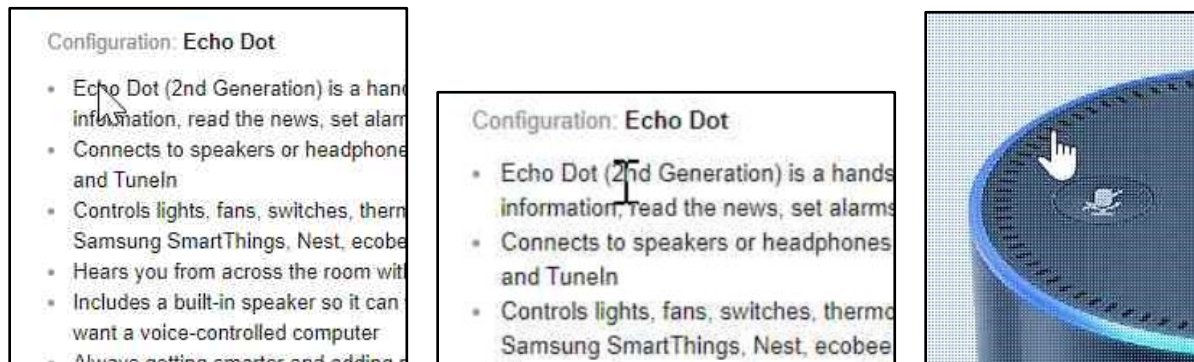 Configuration: Echo Dot
Echo Dot (2nd Generation) is a hand
information, read the news, set alarm
Connects to speakers or headphone
and TuneIn
Controls lights, fans, switches, therm
Samsung SmartThings, Nest, ecobe
Hears you from across the room with
Includes a built-in speaker so it can
want a voice-controlled computer
Always getting smarter and adding
Configuration: Echo Dot
Echo Dot (2nd Generation) is a hands
information, read the news, set alarms
Connects to speakers or headphones
and TuneIn
Controls lights, fans, switches, thermo
Samsung SmartThings, Nest, ecobee